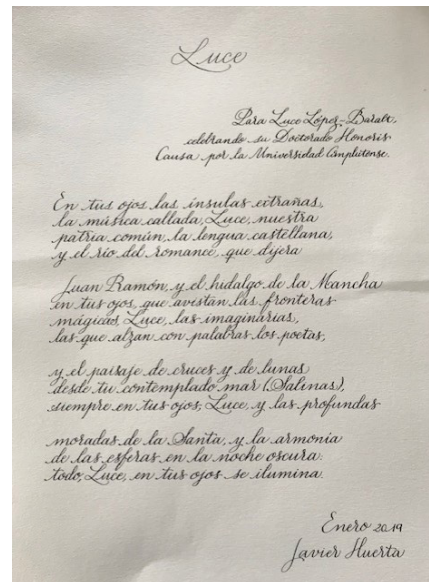 Luce
Para Luce López-Baralt,
celebrando su Doctorado Honoris
Causa por la Universidad Complutense.
En tus ojos las ínsulas extrañas,
la música callada, Luce, nuestra
patria común, la lengua castellana,
y el río del romance, que dijera
Juan Ramón, y el hidalgo de la Mancha
en tus ojos, que avistan las fronteras
mágicas, Luce, las imaginarias,
las que alzan con palabras los poetas;
y el paisaje de cruces y de lunas
desde tu contemplado mar (Salinas),
siempre en tus ojos, Luce, y las profundas
moradas de la Santa, y la armonía
de las esferas en la noche oscura:
todo, Luce, en tus ojos se ilumina.
Enero 2019
Javier Huerta